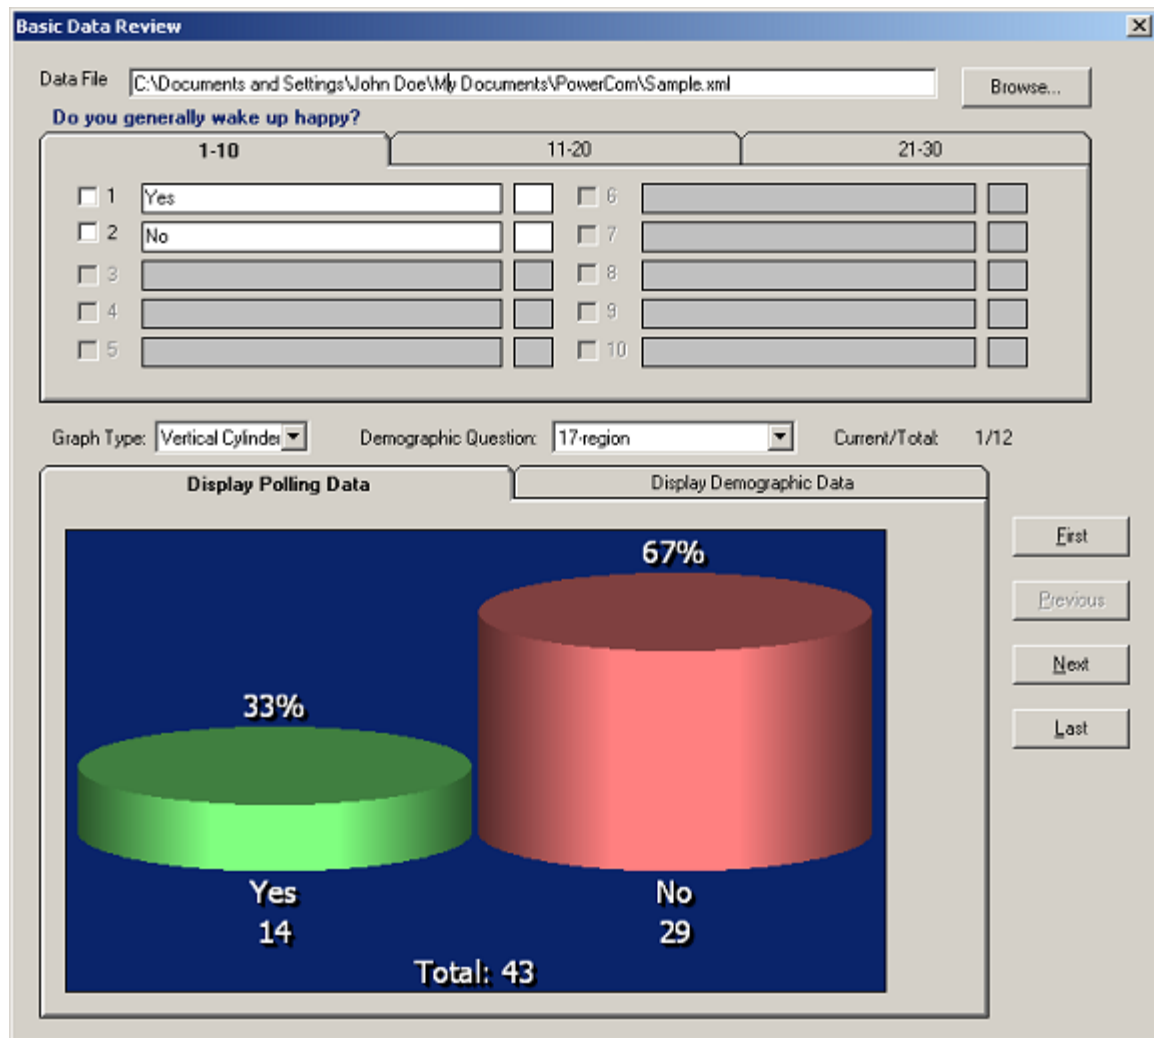 Basic Data Review
Data File C:\Documents and Settings\John Doe\My Documents\PowerCom\Sample.xml Browse...
Do you generally wake up happy?
1-10 11-20 21-30
1 Yes 6
2 No 7
3 8
4 9
5 10
Graph Type: Vertical Cylinder Demographic Question: 17-region Current/Total: 1/12
Display Polling Data Display Demographic Data
First
Previous
Next
Last
67%
33%
Yes No
14 29
Total: 43